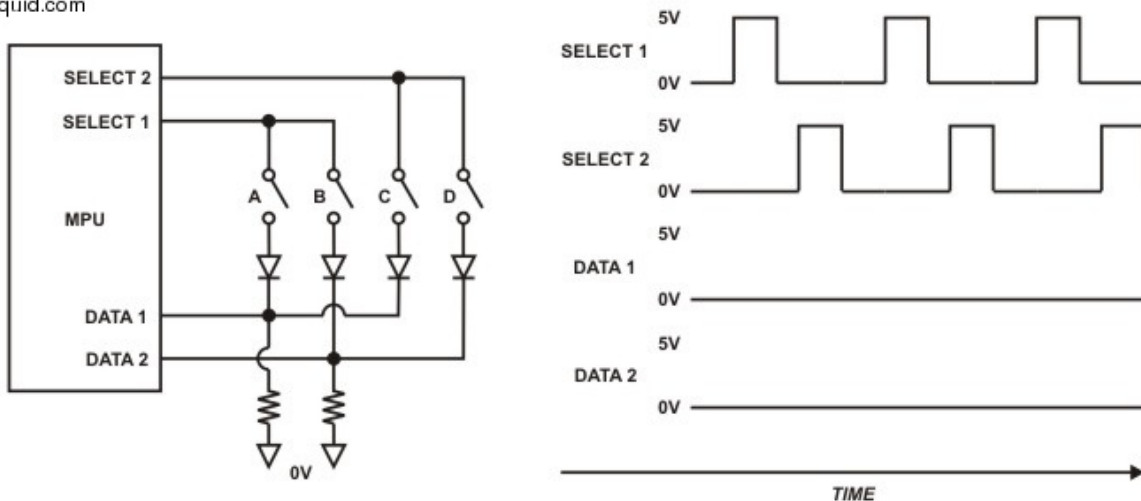 quid.com
SELECT 2
SELECT 1
MPU
DATA 1
DATA 2
A
B
C
D
0V
SELECT 1
5V
0V
SELECT 2
5V
0V
DATA 1
5V
0V
DATA 2
5V
0V
TIME